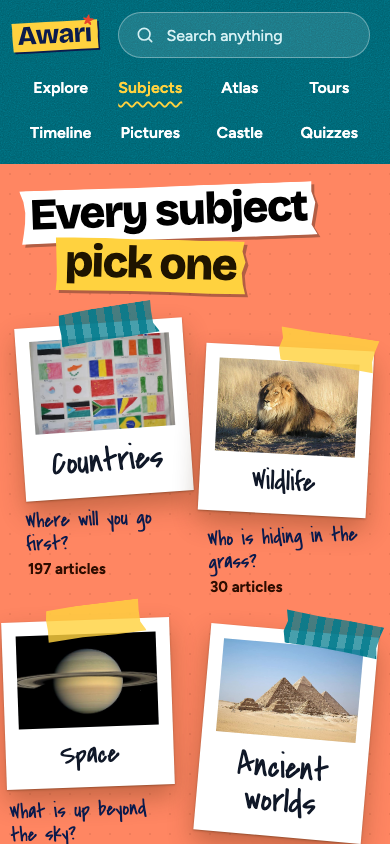 Awari
Search anything
Explore
Subjects
Atlas
Tours
Timeline
Pictures
Castle
Quizzes
Every subject
pick one
Countries
Where will you go
first?
197 articles
Wildlife
Who is hiding in the
grass?
30 articles
Space
What is up beyond
the sky?
Ancient
worlds